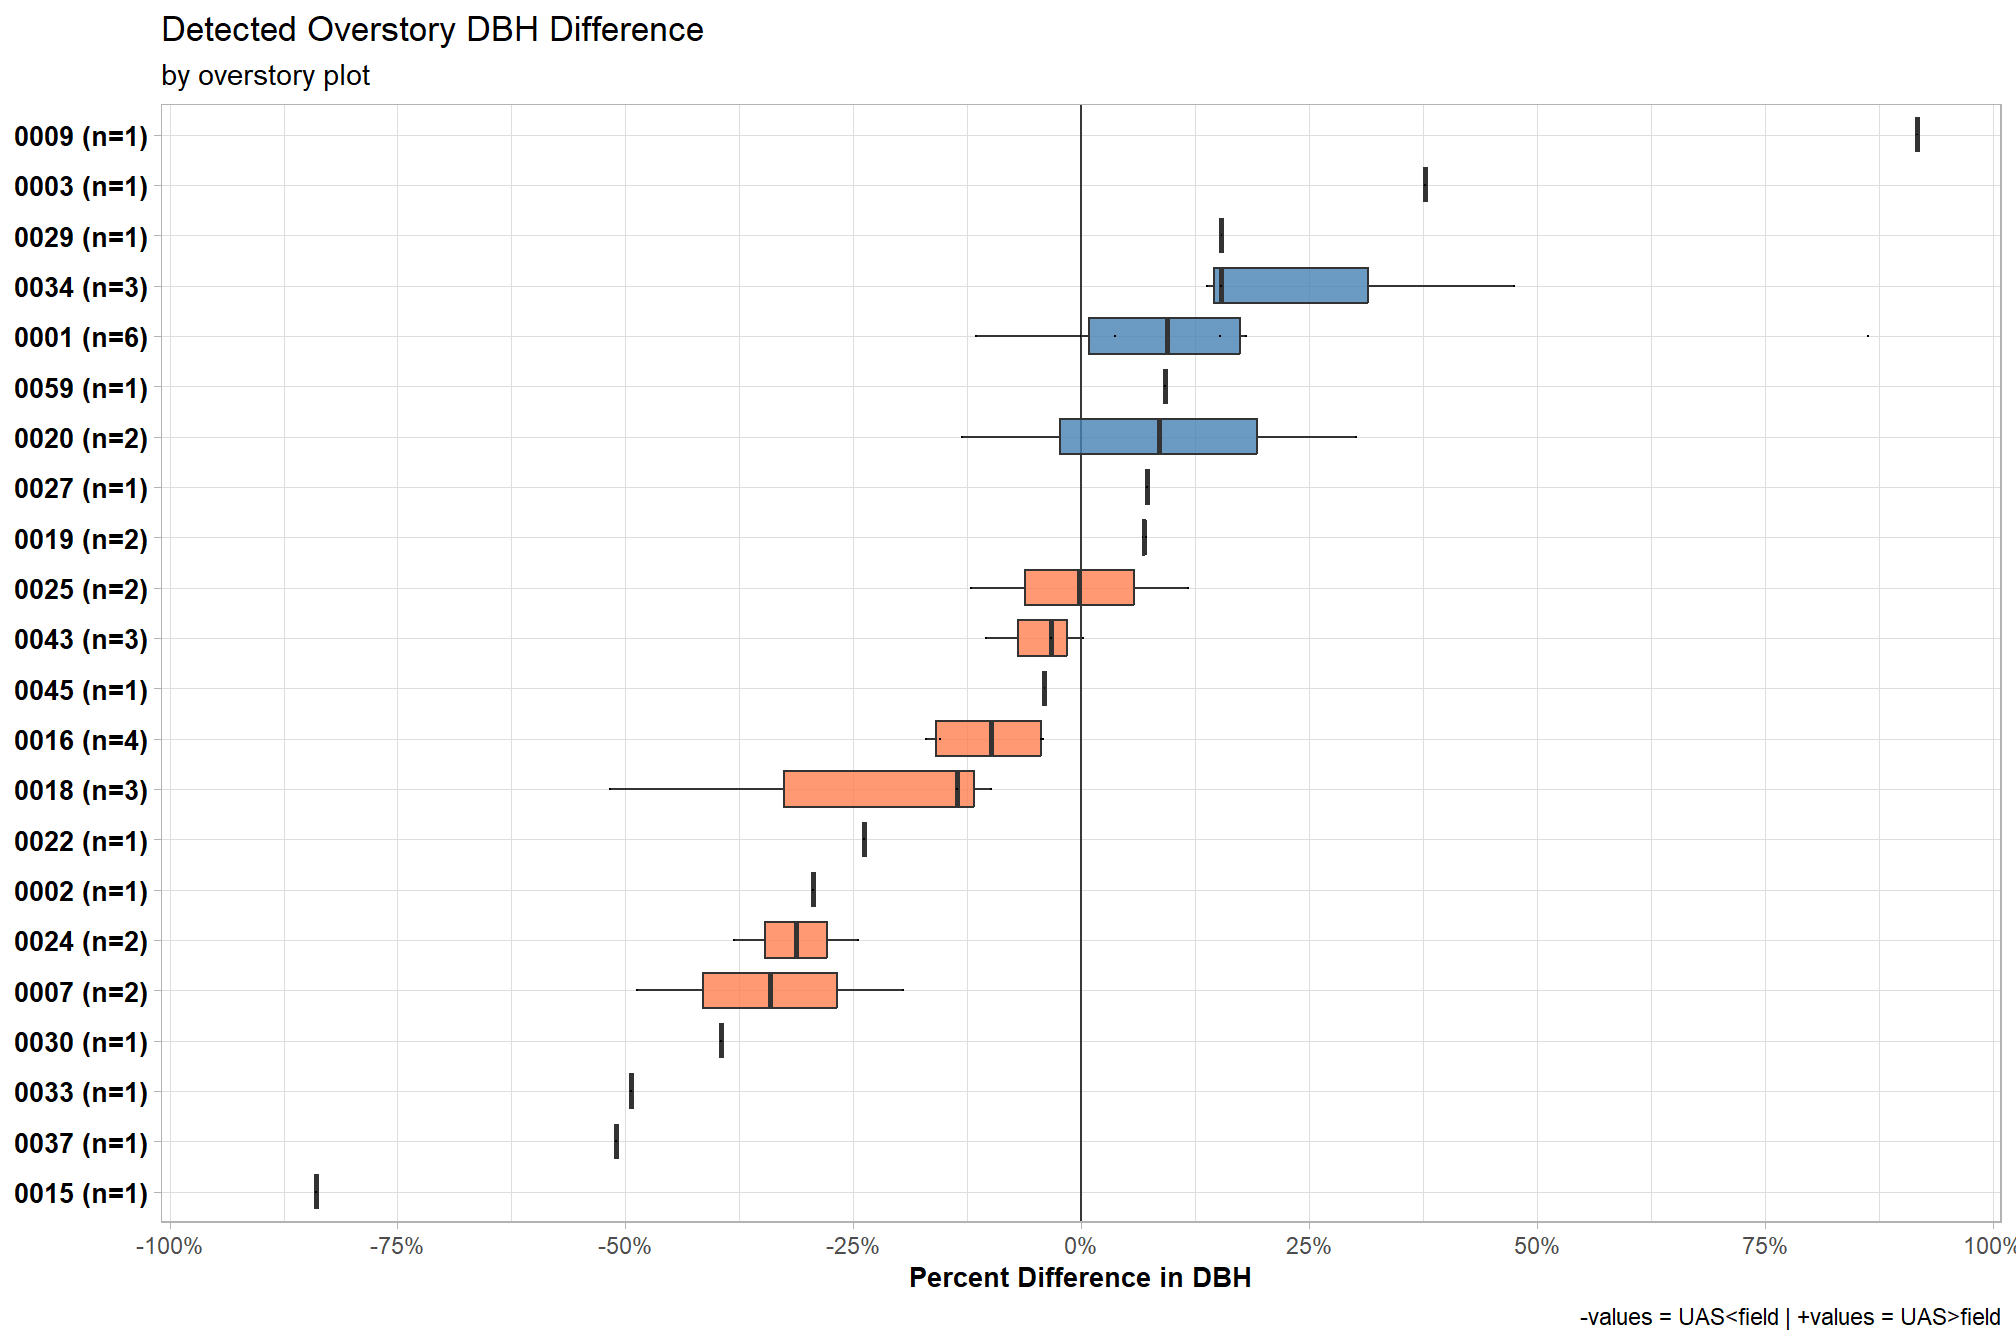 Detected Overstory DBH Difference
by overstory plot
0009 (n=1)
0003 (n=1)
0029 (n=1)
0034 (n=3)
0001 (n=6)
0059 (n=1)
0020 (n=2)
0027 (n=1)
0019 (n=2)
0025 (n=2)
0043 (n=3)
0045 (n=1)
0016 (n=4)
0018 (n=3)
0022 (n=1)
0002 (n=1)
0024 (n=2)
0007 (n=2)
0030 (n=1)
0033 (n=1)
0037 (n=1)
0015 (n=1)
-100% -75% -50% -25% 0% 25% 50% 75% 100%
Percent Difference in DBH
-values = UAS<field | +values = UAS>field